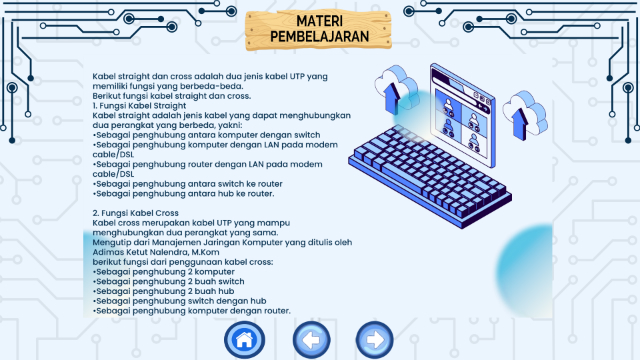 MATERI
PEMBELAJARAN
Kabel straight dan cross adalah dua jenis kabel UTP yang
memiliki fungsi yang berbeda-beda.
Berikut fungsi kabel straight dan cross.
1. Fungsi Kabel Straight
Kabel straight adalah jenis kabel yang dapat menghubungkan
dua perangkat yang berbeda, yakni:
•Sebagai penghubung antara komputer dengan switch
•Sebagai penghubung komputer dengan LAN pada modem
cable/DSL
•Sebagai penghubung router dengan LAN pada modem
cable/DSL
•Sebagai penghubung antara switch ke router
•Sebagai penghubung antara hub ke router.
2. Fungsi Kabel Cross
Kabel cross merupakan kabel UTP yang mampu
menghubungkan dua perangkat yang sama.
Mengutip dari Manajemen Jaringan Komputer yang ditulis oleh
Adimas Ketut Nalendra, M.Kom
berikut fungsi dari penggunaan kabel cross:
•Sebagai penghubung 2 komputer
•Sebagai penghubung 2 buah switch
•Sebagai penghubung 2 buah hub
•Sebagai penghubung switch dengan hub
•Sebagai penghubung komputer dengan router.